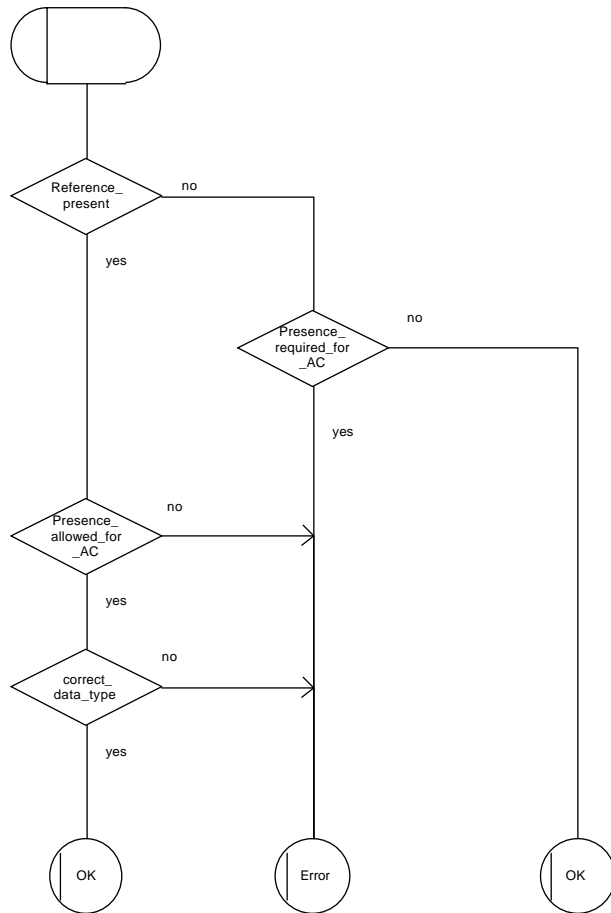 Reference_
present
no
yes
Presence_
required_for
_AC
no
yes
Presence_
allowed_for
_AC
no
yes
correct_
data_type
no
yes
OK
Error
OK